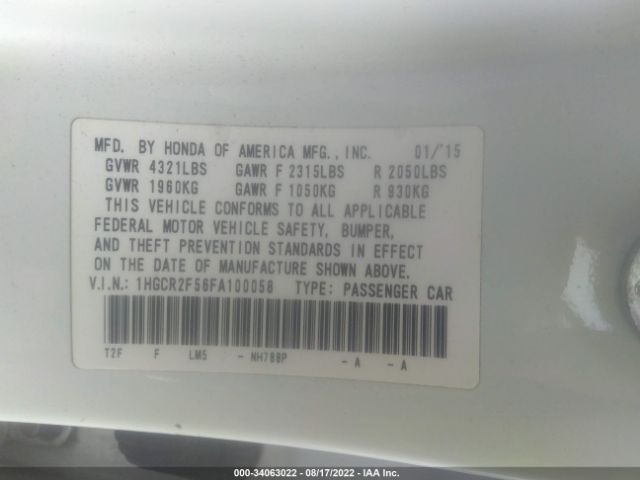 MFD. BY HONDA OF AMERICA MFG., INC. 01/'15
GVWR 4321LBS GAWR F 2315LBS R 2050LBS
GVWR 1960KG GAWR F 1050KG R 930KG
THIS VEHICLE CONFORMS TO ALL APPLICABLE
FEDERAL MOTOR VEHICLE SAFETY, BUMPER,
AND THEFT PREVENTION STANDARDS IN EFFECT
ON THE DATE OF MANUFACTURE SHOWN ABOVE.
V.I.N.: 1HGCR2F56FA100058 TYPE: PASSENGER CAR
T2F F LM5 - NH788P - A - A
000-34063022 - 08/17/2022 - IAA Inc.